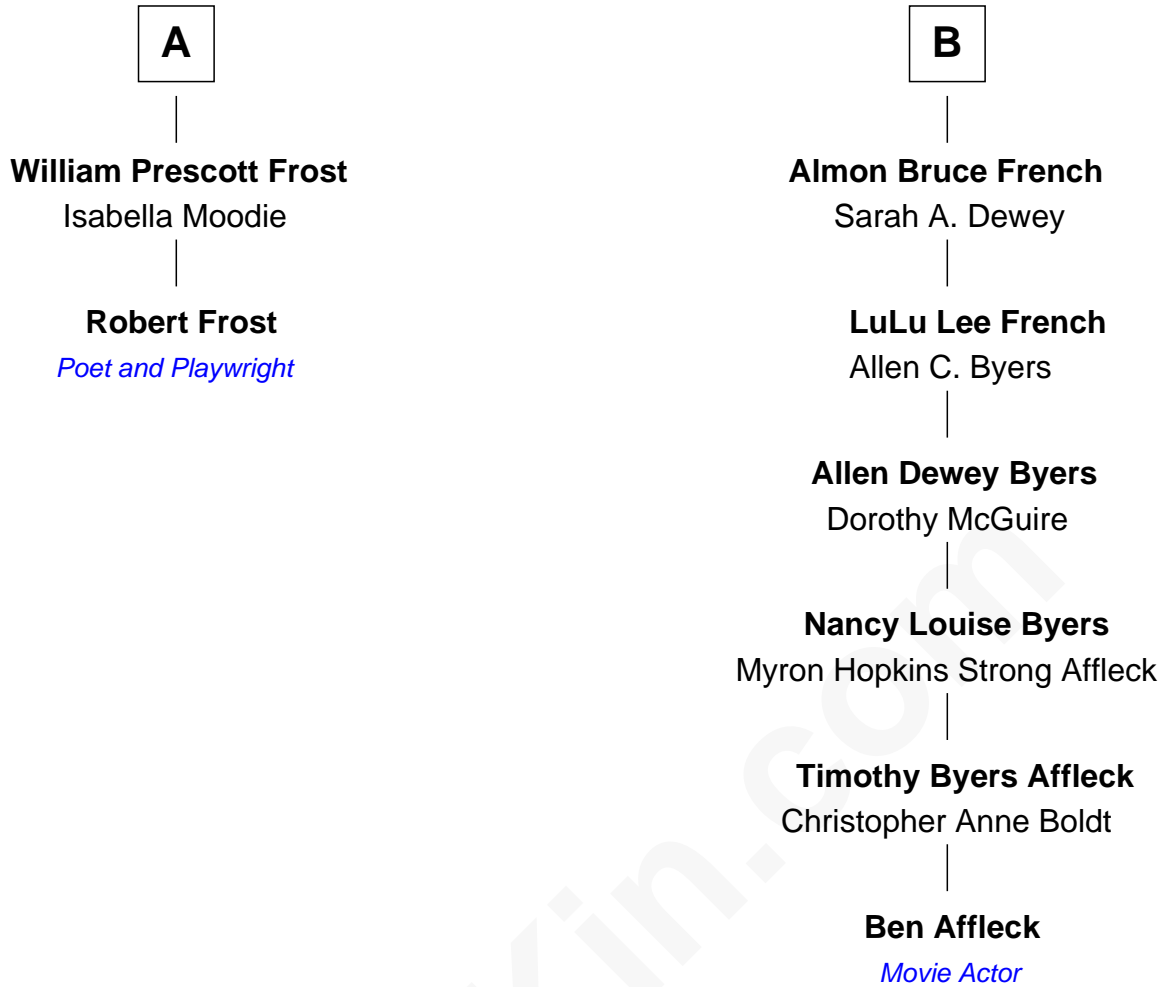 A
William Prescott Frost
Isabella Moodie
Robert Frost
Poet and Playwright
B
Almon Bruce French
Sarah A. Dewey
LuLu Lee French
Allen C. Byers
Allen Dewey Byers
Dorothy McGuire
Nancy Louise Byers
Myron Hopkins Strong Affleck
Timothy Byers Affleck
Christopher Anne Boldt
Ben Affleck
Movie Actor
Kin.com